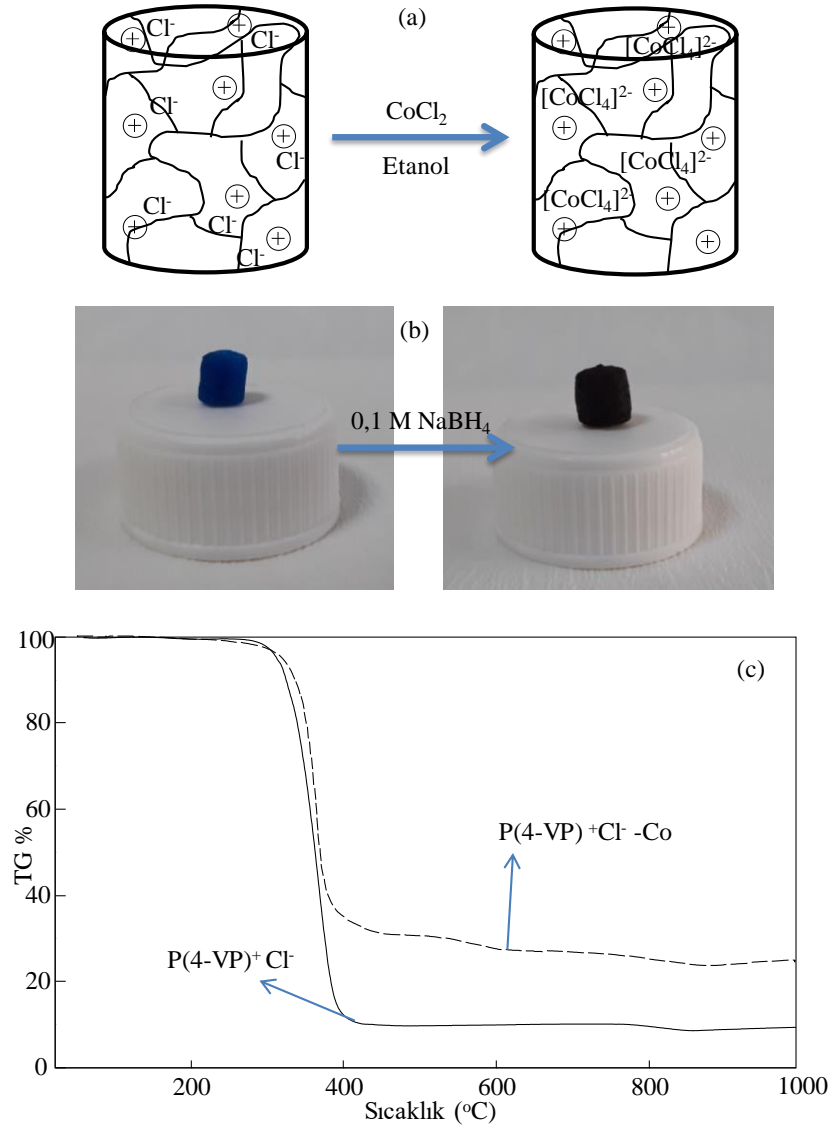 (a)
Cl⁻
Cl⁻
Cl⁻
Cl⁻
Cl⁻
Cl⁻
Cl⁻
CoCl₂
Etanol
[CoCl₄]²⁻
[CoCl₄]²⁻
[CoCl₄]²⁻
[CoCl₄]²⁻
(b)
0,1 M NaBH₄
(c)
100
80
60
40
20
0
TG %
P(4-VP) ⁺Cl⁻ -Co
P(4-VP)⁺ Cl⁻
200 400 600 800 1000
Sıcaklık (°C)